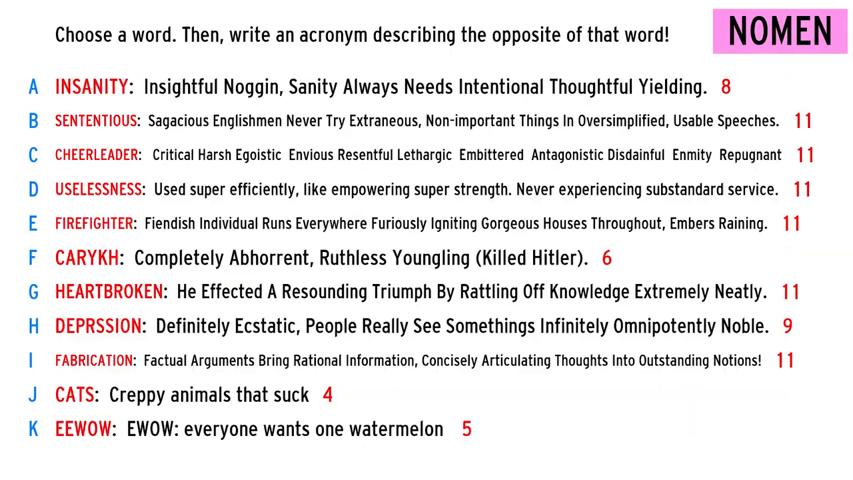 Choose a word. Then, write an acronym describing the opposite of that word!
NOMEN
A INSANITY: Insightful Noggin, Sanity Always Needs Intentional Thoughtful Yielding. 8
B SENTENTIOUS: Sagacious Englishmen Never Try Extraneous, Non-important Things In Oversimplified, Usable Speeches. 11
C CHEERLEADER: Critical Harsh Egoistic Envious Resentful Lethargic Embittered Antagonistic Disdainful Enmity Repugnant 11
D USELESSNESS: Used super efficiently, like empowering super strength. Never experiencing substandard service. 11
E FIREFIGHTER: Fiendish Individual Runs Everywhere Furiously Igniting Gorgeous Houses Throughout, Embers Raining. 11
F CARYKH: Completely Abhorrent, Ruthless Youngling (Killed Hitler). 6
G HEARTBROKEN: He Effected A Resounding Triumph By Rattling Off Knowledge Extremely Neatly. 11
H DEPRSSION: Definitely Ecstatic, People Really See Somethings Infinitely Omnipotently Noble. 9
I FABRICATION: Factual Arguments Bring Rational Information, Concisely Articulating Thoughts Into Outstanding Notions! 11
J CATS: Creppy animals that suck 4
K EEWOW: EWOW: everyone wants one watermelon 5